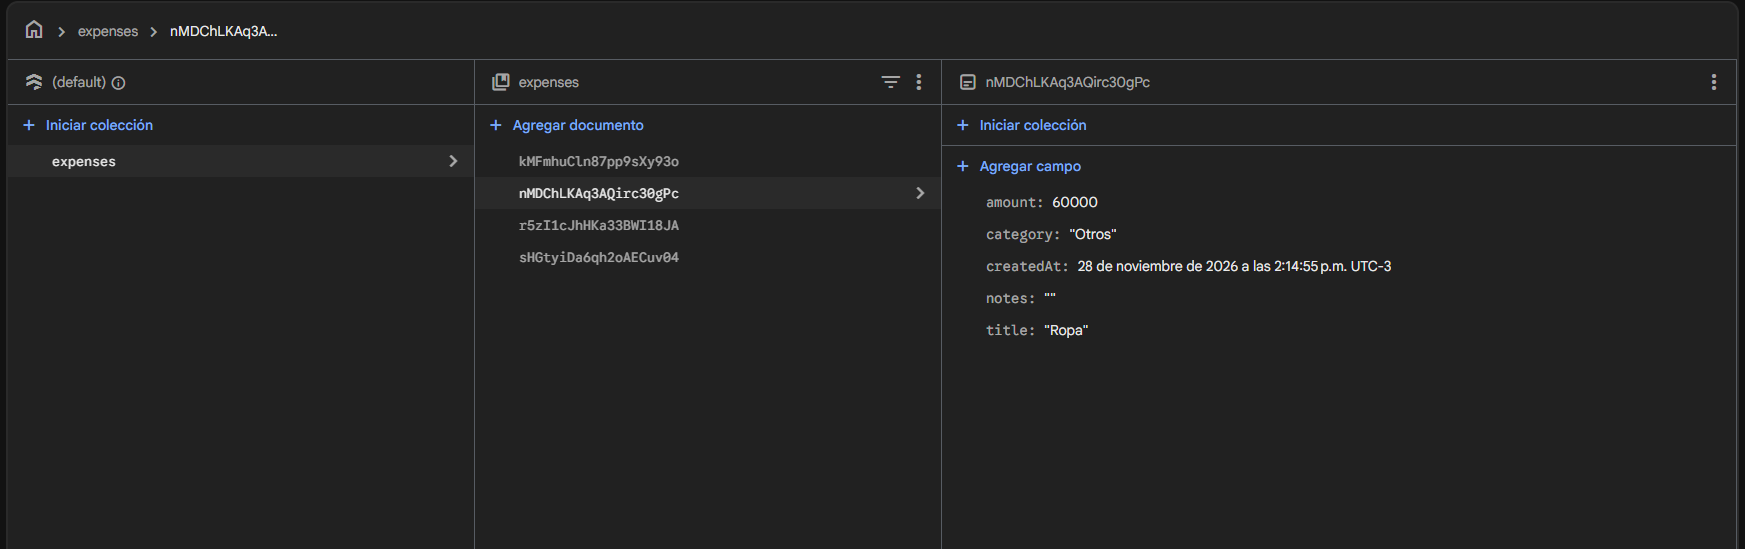 expenses > nMDChLKAq3A...
(default)
expenses
nMDChLKAq3AQirc30gPc
+ Iniciar colección
+ Agregar documento
+ Iniciar colección
expenses
kMFmhuCln87pp9sXy93o
nMDChLKAq3AQirc30gPc
r5zI1cJhHKa33BWI18JA
sHGtyiDa6qh2oAECuv04
+ Agregar campo
amount: 60000
category: "Otros"
createdAt: 28 de noviembre de 2026 a las 2:14:55 p.m. UTC-3
notes: ""
title: "Ropa"